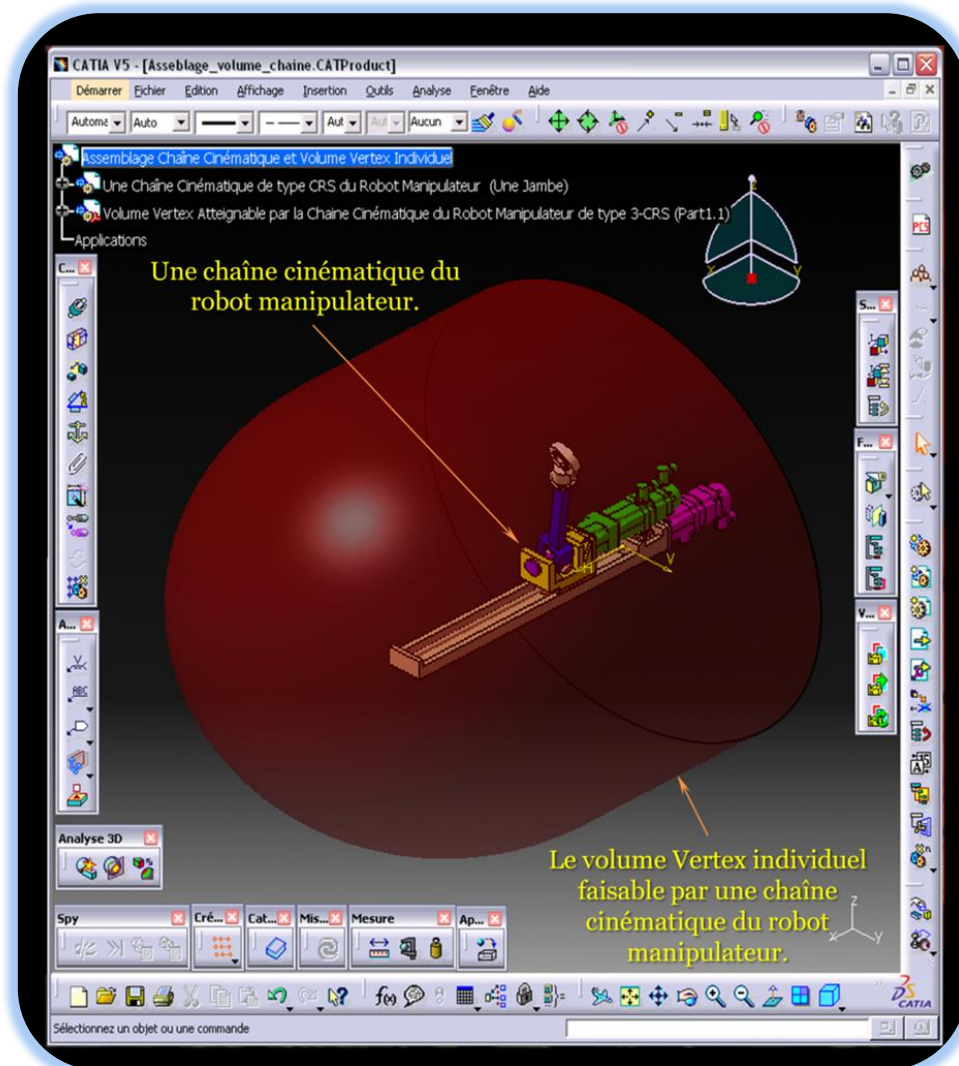 CATIA V5 - [Asseblage_volume_chaine.CATProduct]
Démarrer Fichier Edition Affichage Insertion Outils Analyse Fenêtre Aide
Auto Aut Aucun
Assemblage Chaîne Cinématique et Volume Vertex Individuel
Une Chaîne Cinématique de type CRS du Robot Manipulateur (Une Jambe)
Volume Vertex Atteignable par la Chaine Cinématique du Robot Manipulateur de type 3-CRS (Part1.1)
Applications
PCS
C...
Une chaîne cinématique du
robot manipulateur.
z
x y
S...
F...
H V
V...
A...
ABC
Analyse 3D
Le volume Vertex individuel
faisable par une chaîne
cinématique du robot
manipulateur.
z
x y
Spy Cré... Cat... Mis... Mesure Ap...
f(x)
CATIA
Sélectionnez un objet ou une commande